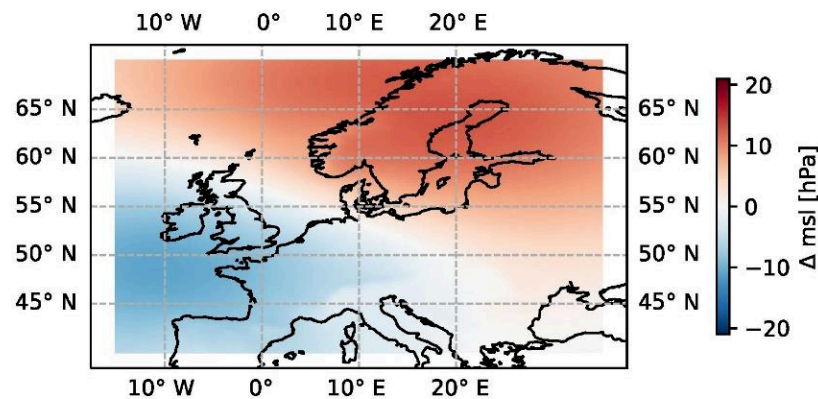 10° W 0° 10° E 20° E
65° N 65° N
60° N 60° N
55° N 55° N
50° N 50° N
45° N 45° N
10° W 0° 10° E 20° E
20
10
0
−10
−20
Δ msl [hPa]